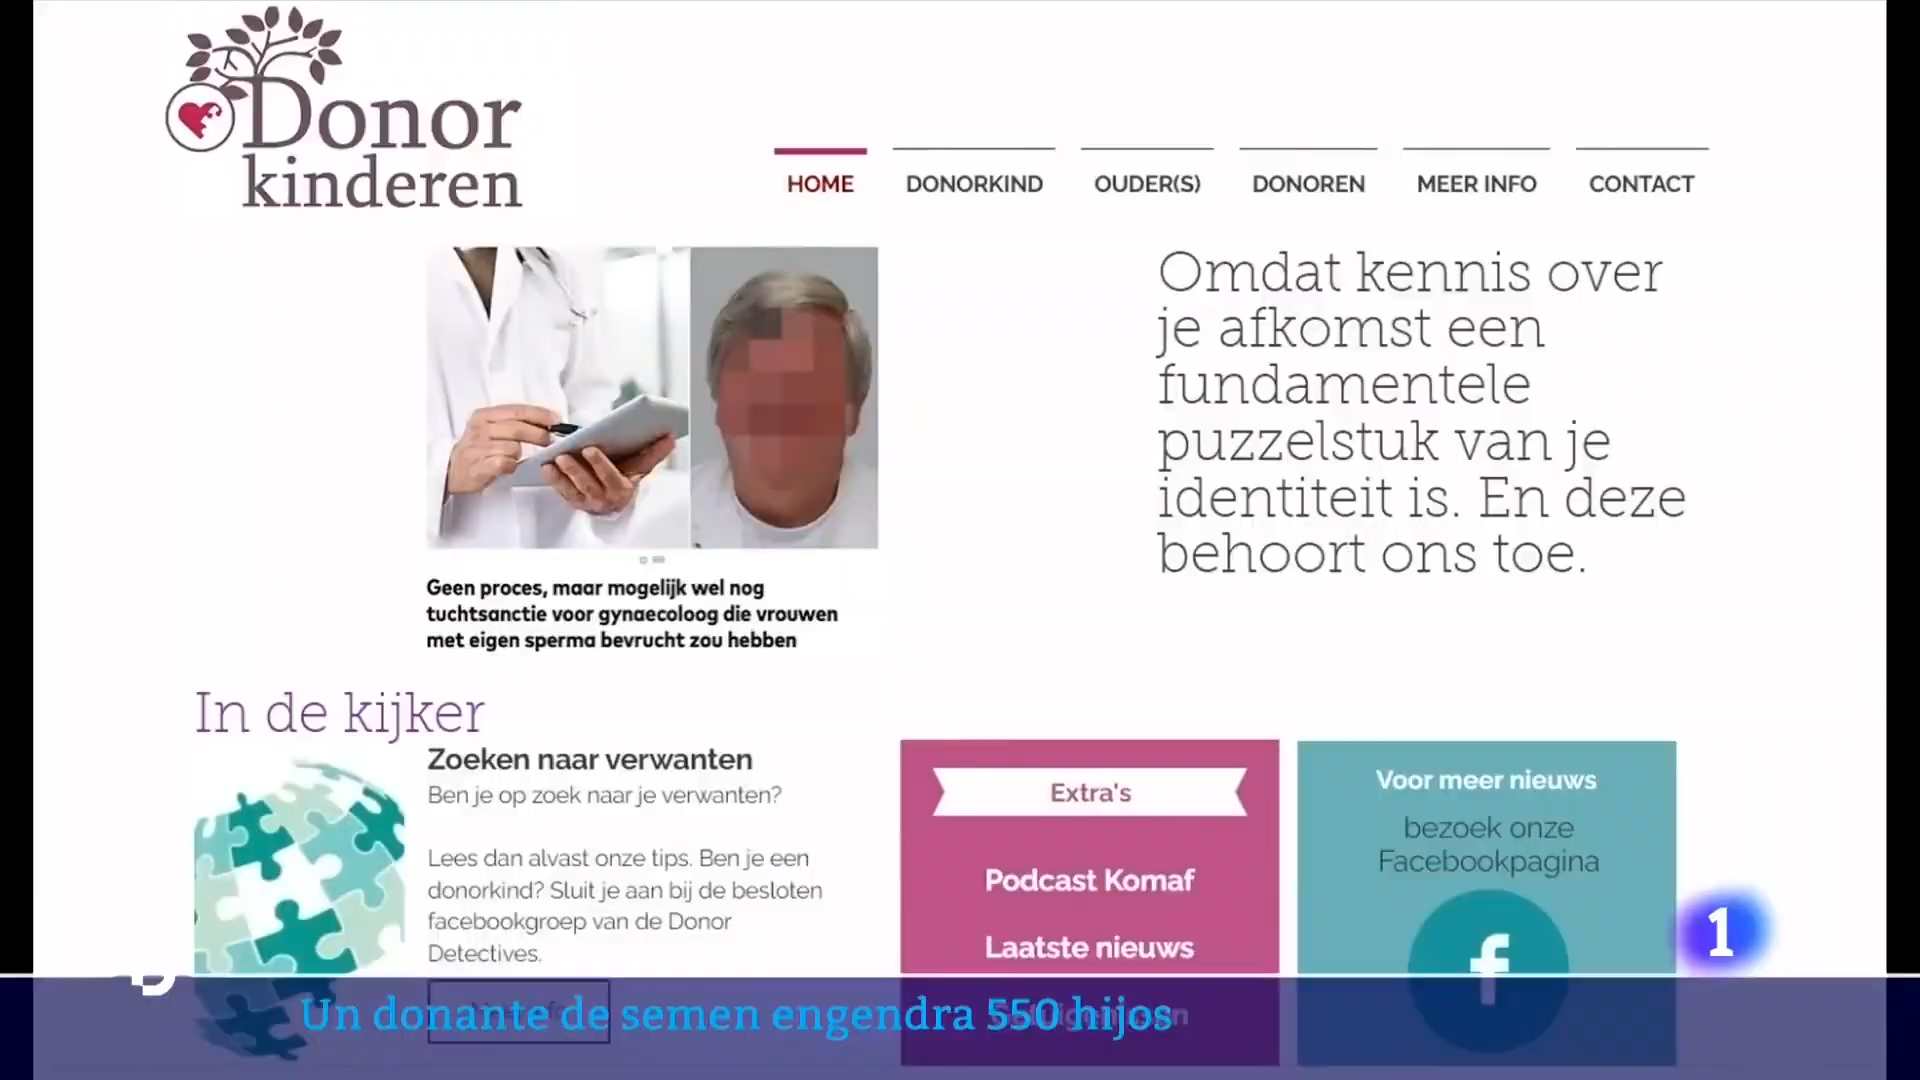 Donor
kinderen
HOME
DONORKIND
OUDER(S)
DONOREN
MEER INFO
CONTACT
Omdat kennis over
je afkomst een
fundamentele
puzzelstuk van je
identiteit is. En deze
behoort ons toe.
Geen proces, maar mogelijk wel nog
tuchtsanctie voor gynaecoloog die vrouwen
met eigen sperma bevrucht zou hebben
In de kijker
Zoeken naar verwanten
Ben je op zoek naar je verwanten?
Lees dan alvast onze tips. Ben je een
donorkind? Sluit je aan bij de besloten
facebookgroep van de Donor
Detectives.
Extra's
Podcast Komaf
Laatste nieuws
Voor meer nieuws
bezoek onze
Facebookpagina
f
1
Un donante de semen engendra 550 hijos